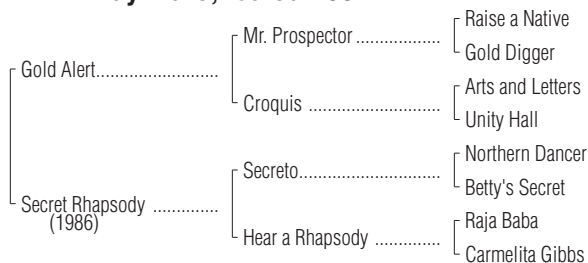 Raise a Native
Mr. Prospector ..................
Gold Digger
Gold Alert..........................
Arts and Letters
Croquis ............................
Unity Hall
Northern Dancer
Secreto..............................
Betty's Secret
Secret Rhapsody ..............
(1986)
Raja Baba
Hear a Rhapsody ..............
Carmelita Gibbs